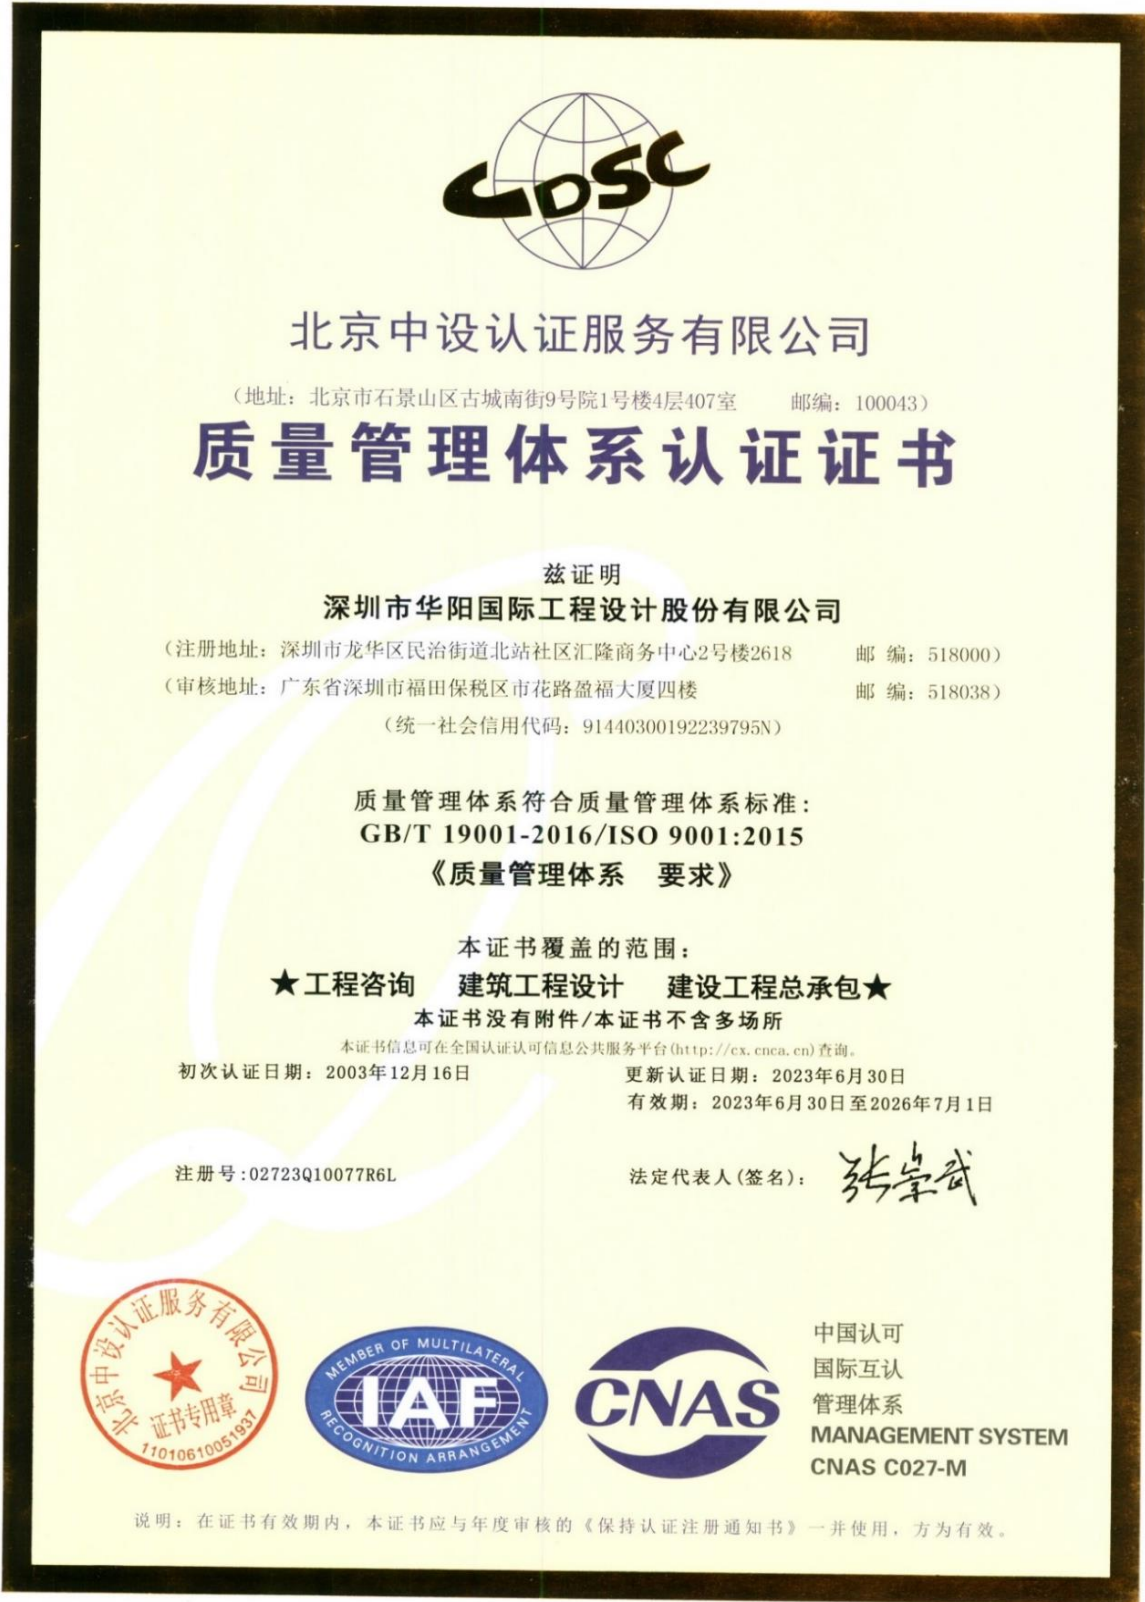 CDSC
北京中设认证服务有限公司
（地址：北京市石景山区古城南街9号院1号楼4层407室 邮编：100043）
质量管理体系认证证书
兹证明
深圳市华阳国际工程设计股份有限公司
（注册地址：深圳市龙华区民治街道北站社区汇隆商务中心2号楼2618 邮 编：518000）
（审核地址：广东省深圳市福田保税区市花路盈福大厦四楼 邮 编：518038）
（统一社会信用代码：91440300192239795N）
质量管理体系符合质量管理体系标准：
GB/T 19001-2016/ISO 9001:2015
《质量管理体系 要求》
本证书覆盖的范围：
★工程咨询 建筑工程设计 建设工程总承包★
本证书没有附件/本证书不含多场所
本证书信息可在全国认证认可信息公共服务平台(http://cx.cnca.cn)查询。
初次认证日期：2003年12月16日 更新认证日期：2023年6月30日
有效期：2023年6月30日至2026年7月1日
注册号:02723Q10077R6L 法定代表人(签名)： 张崇武
北京中设认证服务有限公司
证书专用章
11010610051937
MEMBER OF MULTILATERAL
IAF
RECOGNITION ARRANGEMENT
CNAS
中国认可
国际互认
管理体系
MANAGEMENT SYSTEM
CNAS C027-M
说明：在证书有效期内，本证书应与年度审核的《保持认证注册通知书》一并使用，方为有效。